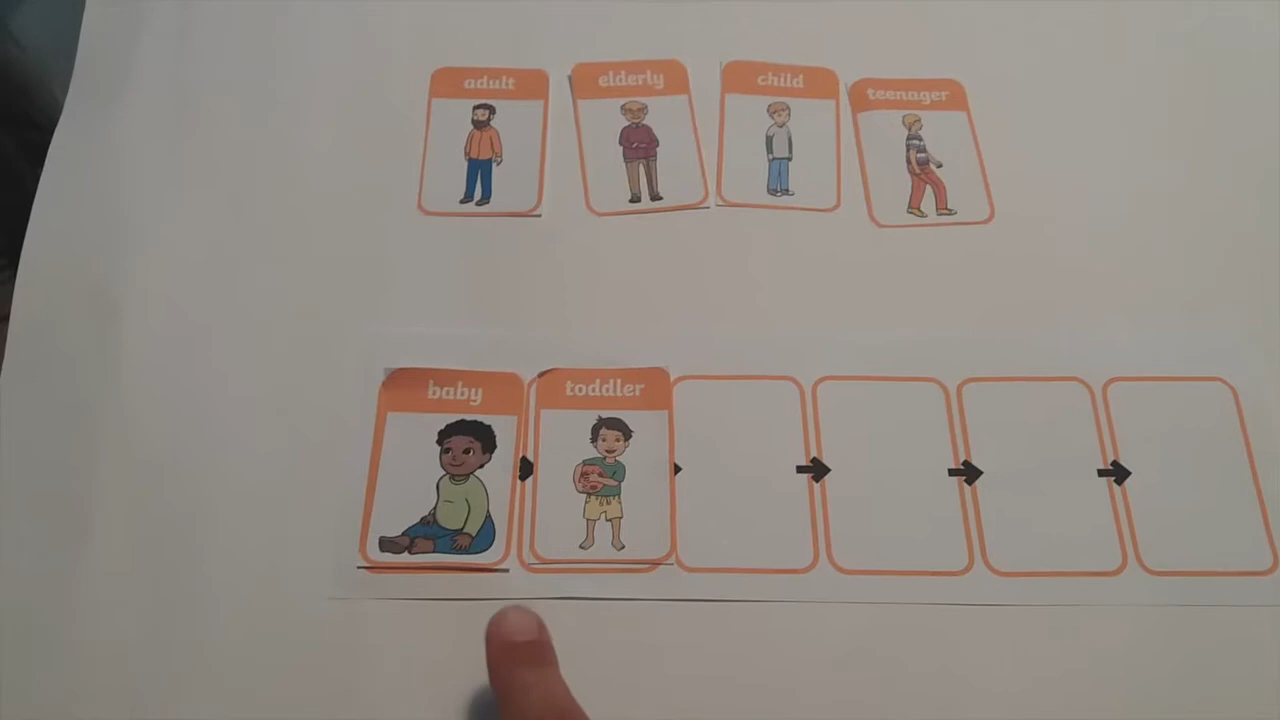 adult
elderly
child
teenager
baby
toddler